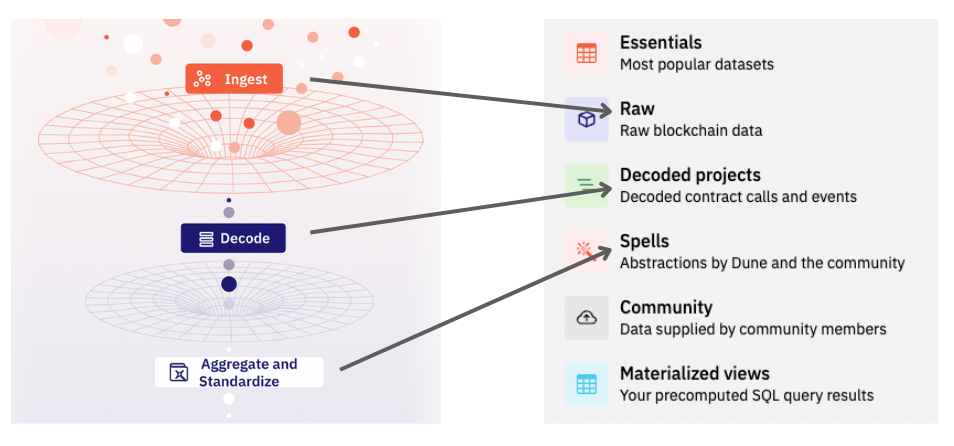 Ingest
Decode
Aggregate and
Standardize
Essentials
Most popular datasets
Raw
Raw blockchain data
Decoded projects
Decoded contract calls and events
Spells
Abstractions by Dune and the community
Community
Data supplied by community members
Materialized views
Your precomputed SQL query results